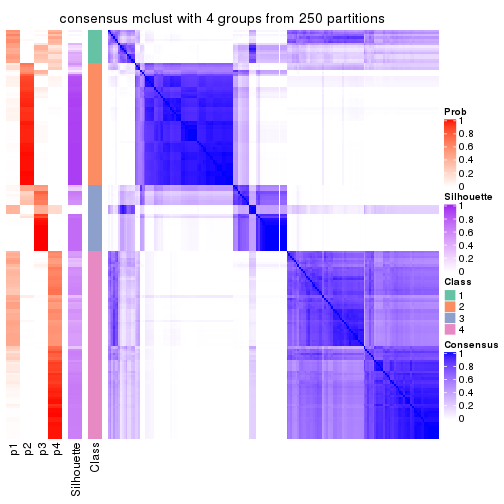 consensus mclust with 4 groups from 250 partitions
Prob
1
0.8
0.6
0.4
0.2
0
Silhouette
1
0.8
0.6
0.4
0.2
0
Class
1
2
3
4
Consensus
1
0.8
0.6
0.4
0.2
0
p1
p2
p3
p4
Silhouette
Class